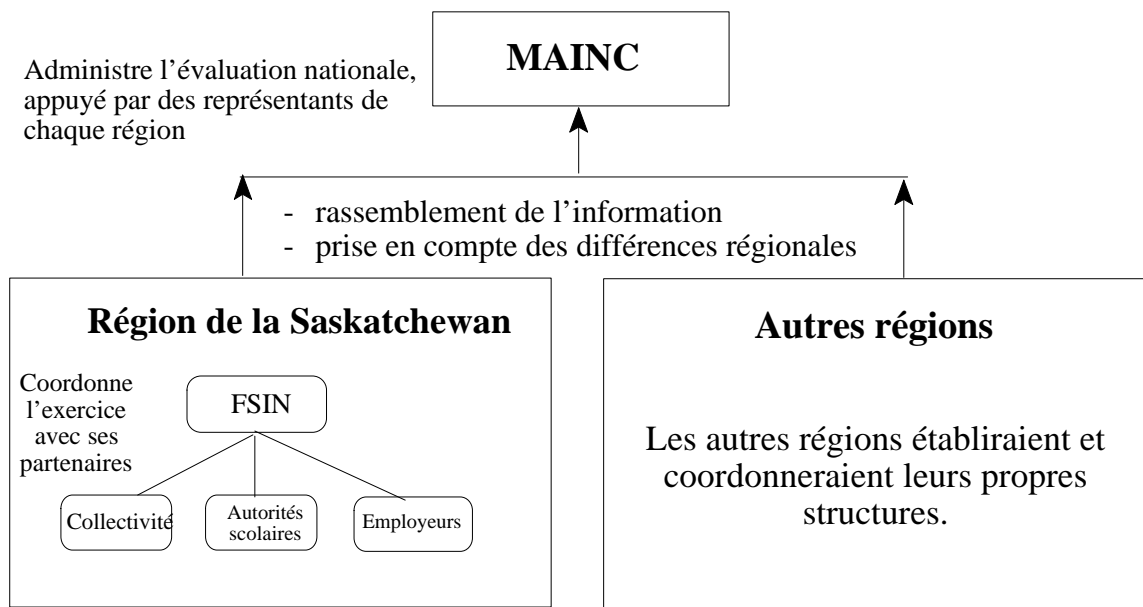 MAINC
Administre l’évaluation nationale,
appuyé par des représentants de
chaque région
- rassemblement de l’information
- prise en compte des différences régionales
Région de la Saskatchewan
Coordonne
l’exercice
avec ses
partenaires
FSIN
Collectivité
Autorités
scolaires
Employeurs
Autres régions
Les autres régions établiraient et
coordonneraient leurs propres
structures.